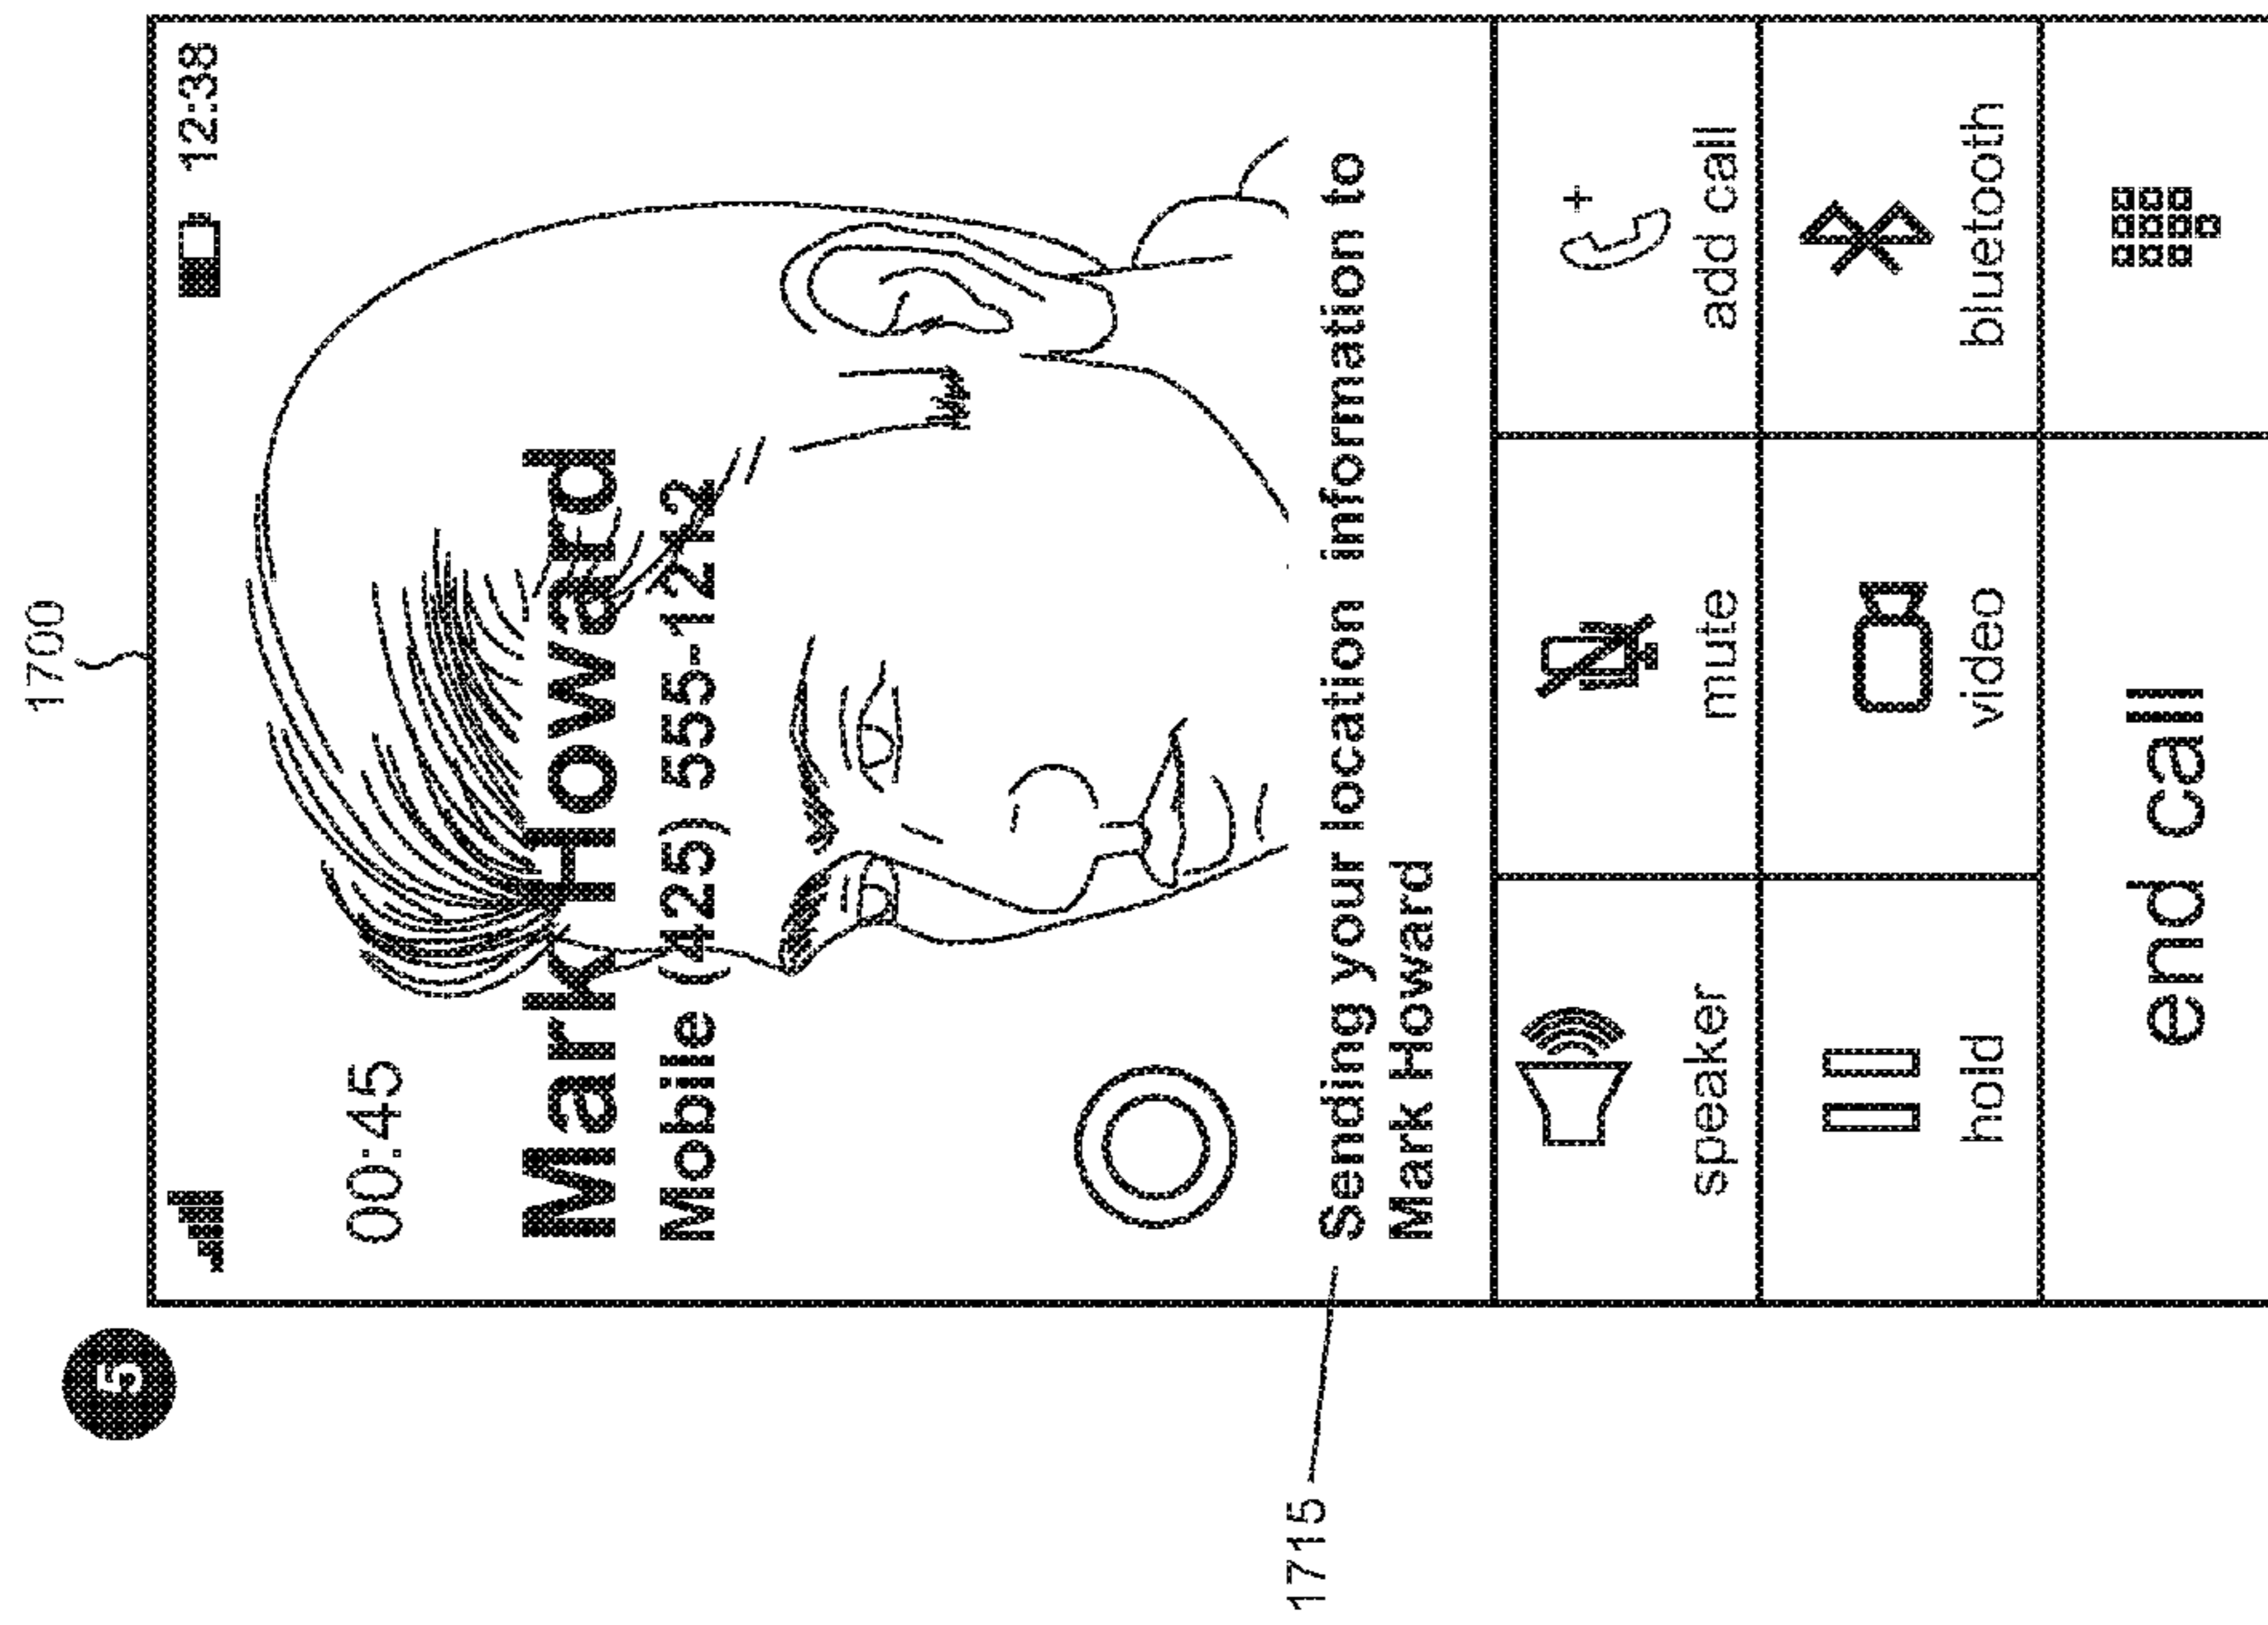 5
1700
12:38
00:45
Mark Howard
Mobile (425) 555-1212
1715
Sending your location information to
Mark Howard
speaker
mute
add call
hold
video
bluetooth
end call